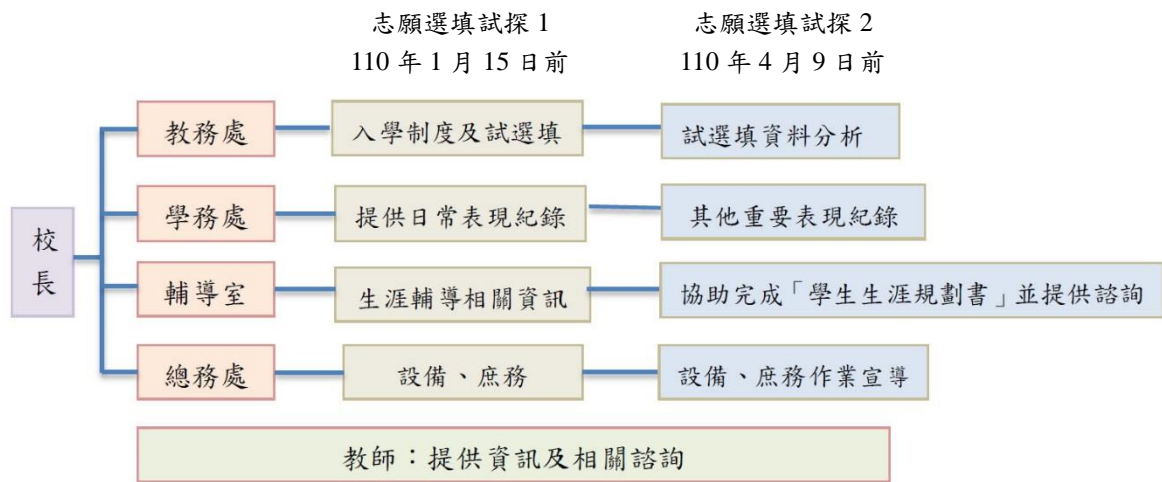 志願選填試探 1
110 年 1 月 15 日前
志願選填試探 2
110 年 4 月 9 日前
校長
教務處
入學制度及試選填
試選填資料分析
學務處
提供日常表現紀錄
其他重要表現紀錄
輔導室
生涯輔導相關資訊
協助完成「學生生涯規劃書」並提供諮詢
總務處
設備、庶務
設備、庶務作業宣導
教師：提供資訊及相關諮詢